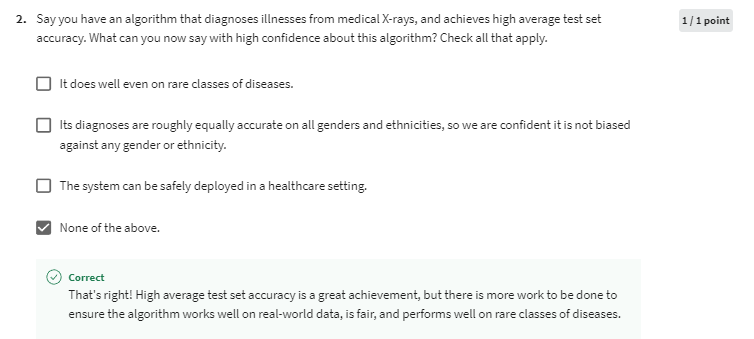 2. Say you have an algorithm that diagnoses illnesses from medical X-rays, and achieves high average test set
1 / 1 point
accuracy. What can you now say with high confidence about this algorithm? Check all that apply.
It does well even on rare classes of diseases.
Its diagnoses are roughly equally accurate on all genders and ethnicities, so we are confident it is not biased
against any gender or ethnicity.
The system can be safely deployed in a healthcare setting.
None of the above.
Correct
That's right! High average test set accuracy is a great achievement, but there is more work to be done to
ensure the algorithm works well on real-world data, is fair, and performs well on rare classes of diseases.